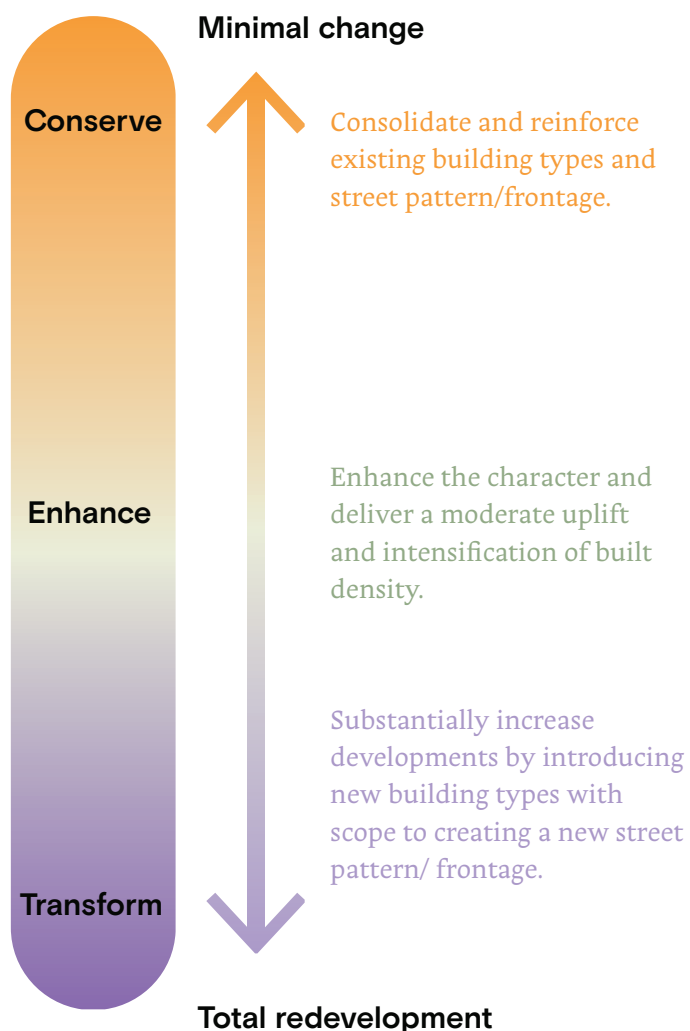 Minimal change
Conserve
Consolidate and reinforce
existing building types and
street pattern/frontage.
Enhance
Enhance the character and
deliver a moderate uplift
and intensification of built
density.
Substantially increase
developments by introducing
new building types with
scope to creating a new street
pattern/ frontage.
Transform
Total redevelopment